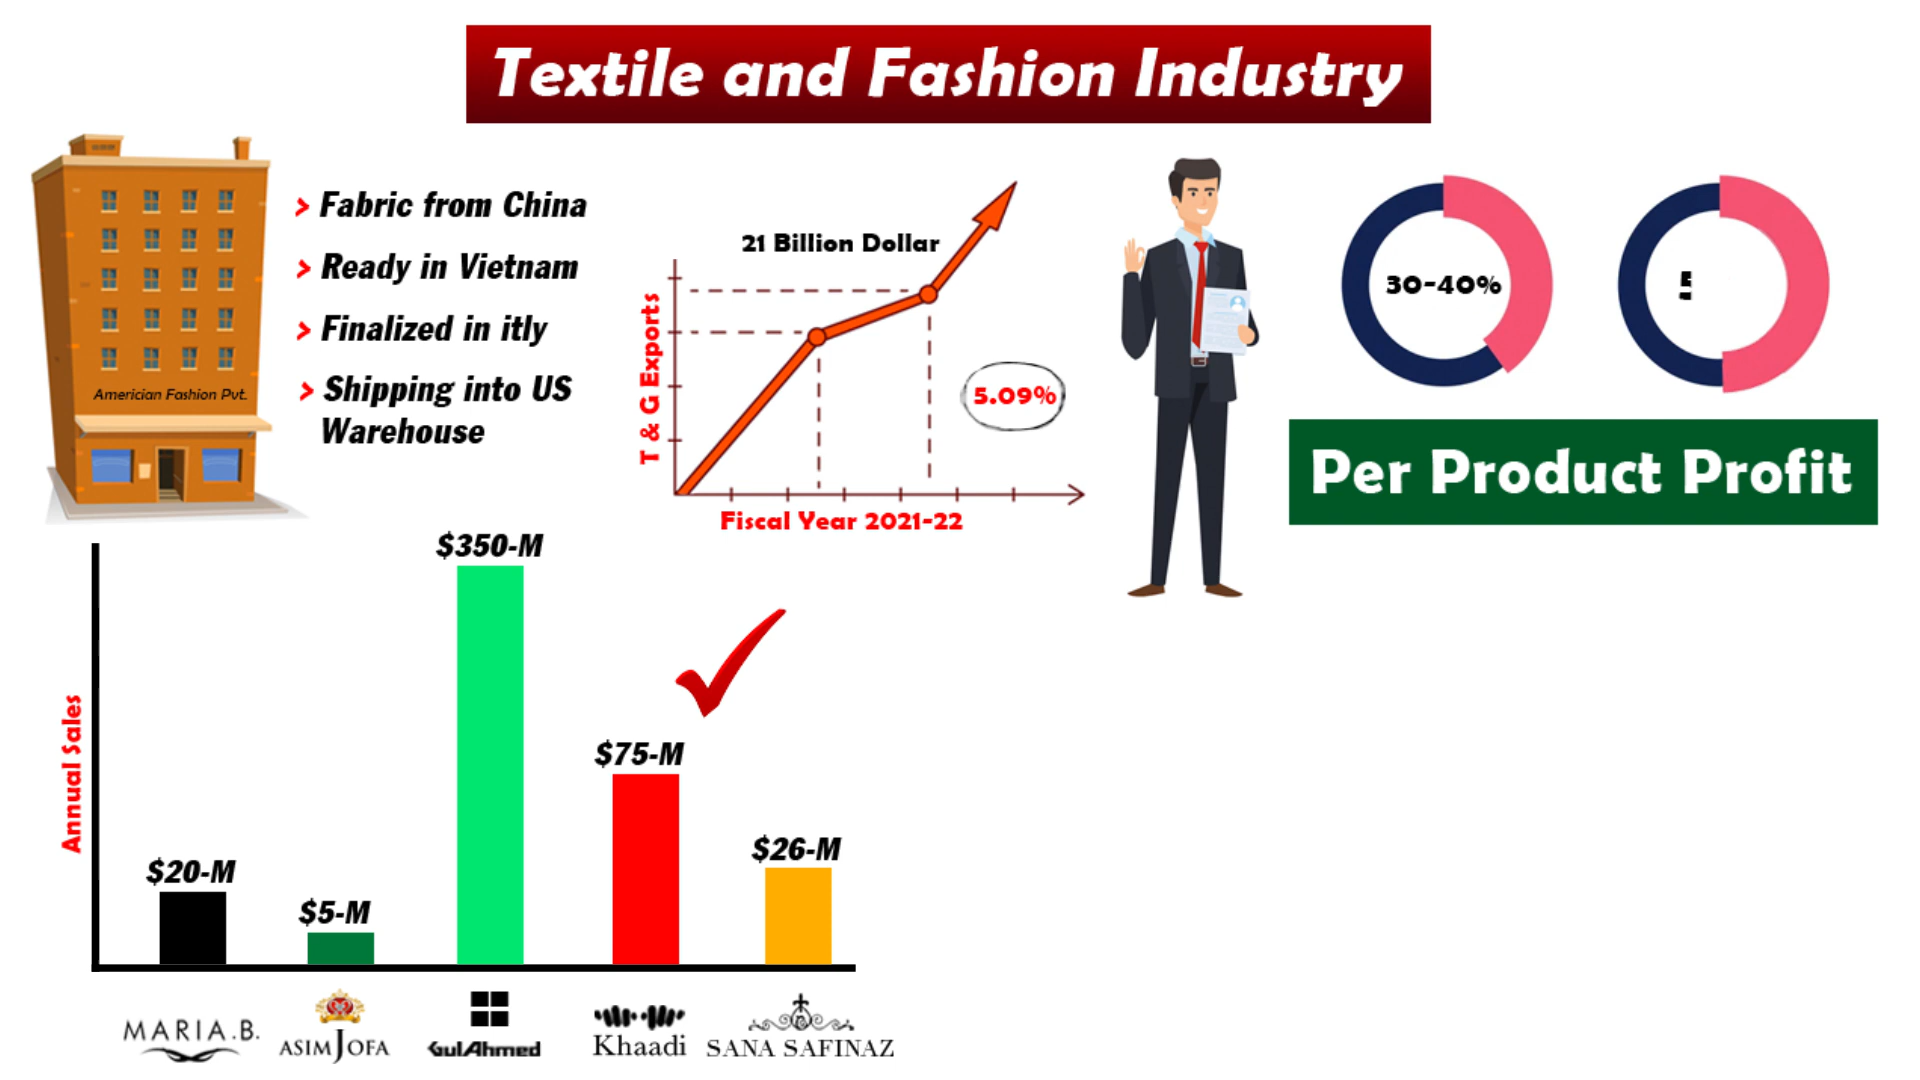 Textile and Fashion Industry
> Fabric from China
> Ready in Vietnam
> Finalized in itly
> Shipping into US
Warehouse
Americian Fashion Pvt.
21 Billion Dollar
T & G Exports
5.09%
Fiscal Year 2021-22
30-40%
Per Product Profit
Annual Sales
$20-M
$5-M
$350-M
$75-M
$26-M
MARIA.B.
ASIM JOFA
GulAhmed
Khaadi
SANA SAFINAZ